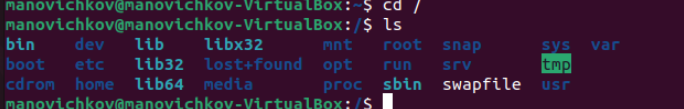 manovichkov@manovichkov-VirtualBox:~$ cd /
manovichkov@manovichkov-VirtualBox:/$ ls
bin dev lib libx32 mnt root snap sys var
boot etc lib32 lost+found opt run srv tmp
cdrom home lib64 media proc sbin swapfile usr
manovichkov@manovichkov-VirtualBox:/$